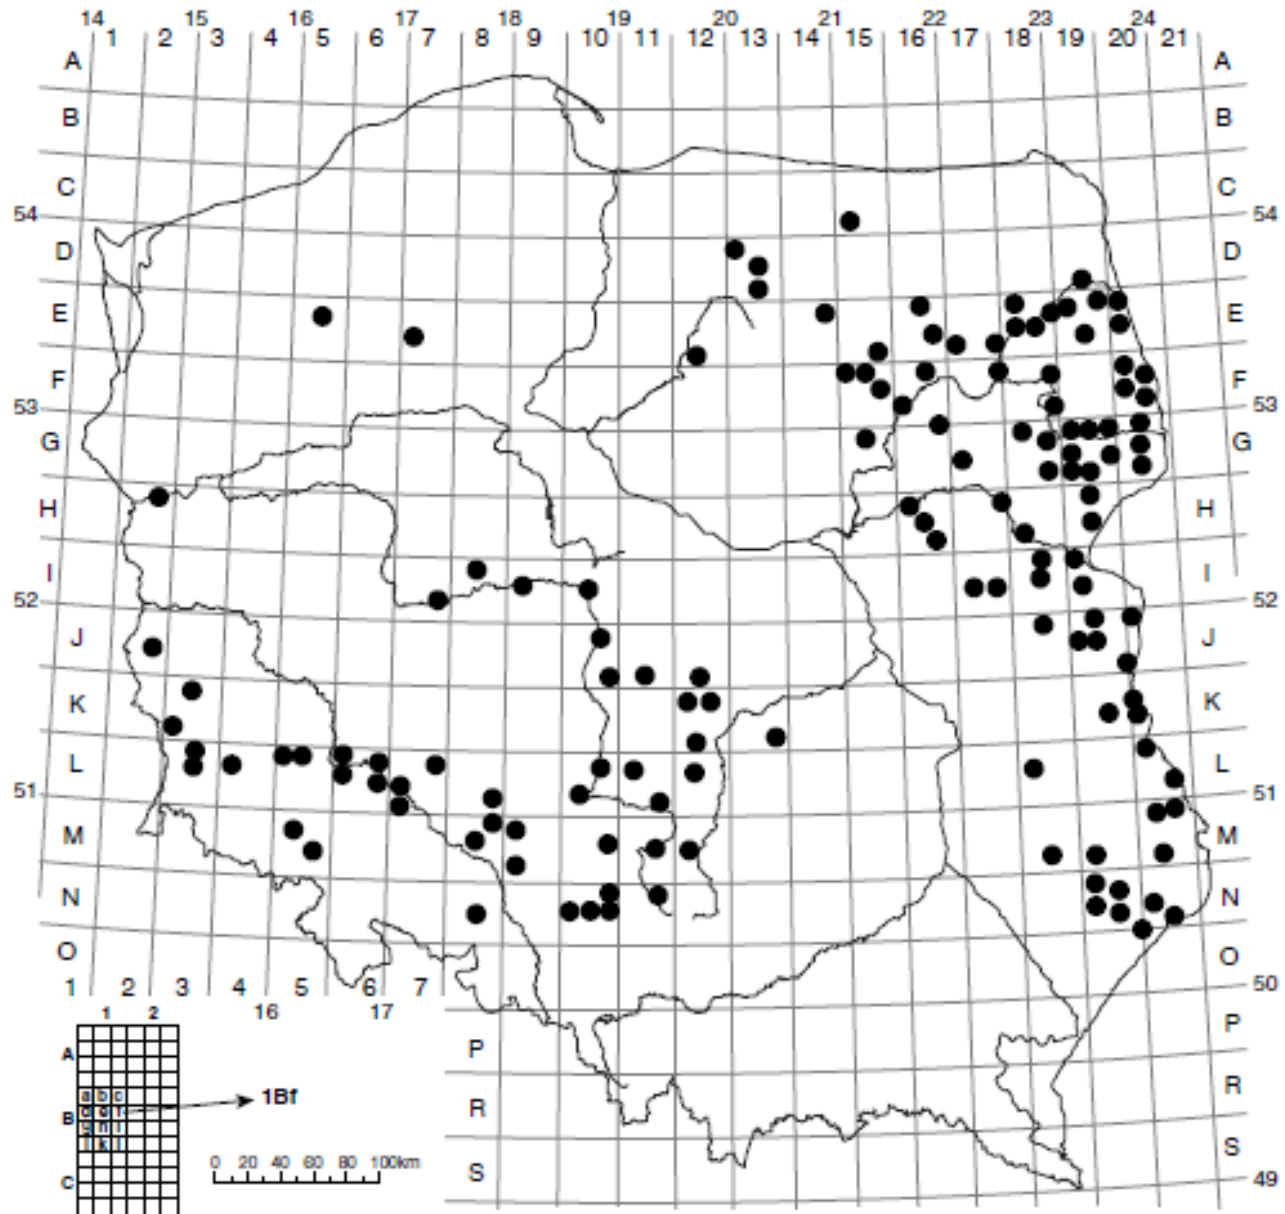 14 15 16 17 18 19 20 21 22 23 24
1 2 3 4 5 6 7 8 9 10 11 12 13 14 15 16 17 18 19 20 21
A A
B B
C C
54 54
D D
E E
F F
53 53
G G
H H
I I
52 52
J J
K K
L L
51 51
M M
N N
O O
1 2 3 4 5 6 7 50
16 17
P P
R R
S S
49
1 2
A
a b c
B d e f 1Bf
g h i
j k l
C
0 20 40 60 80 100km